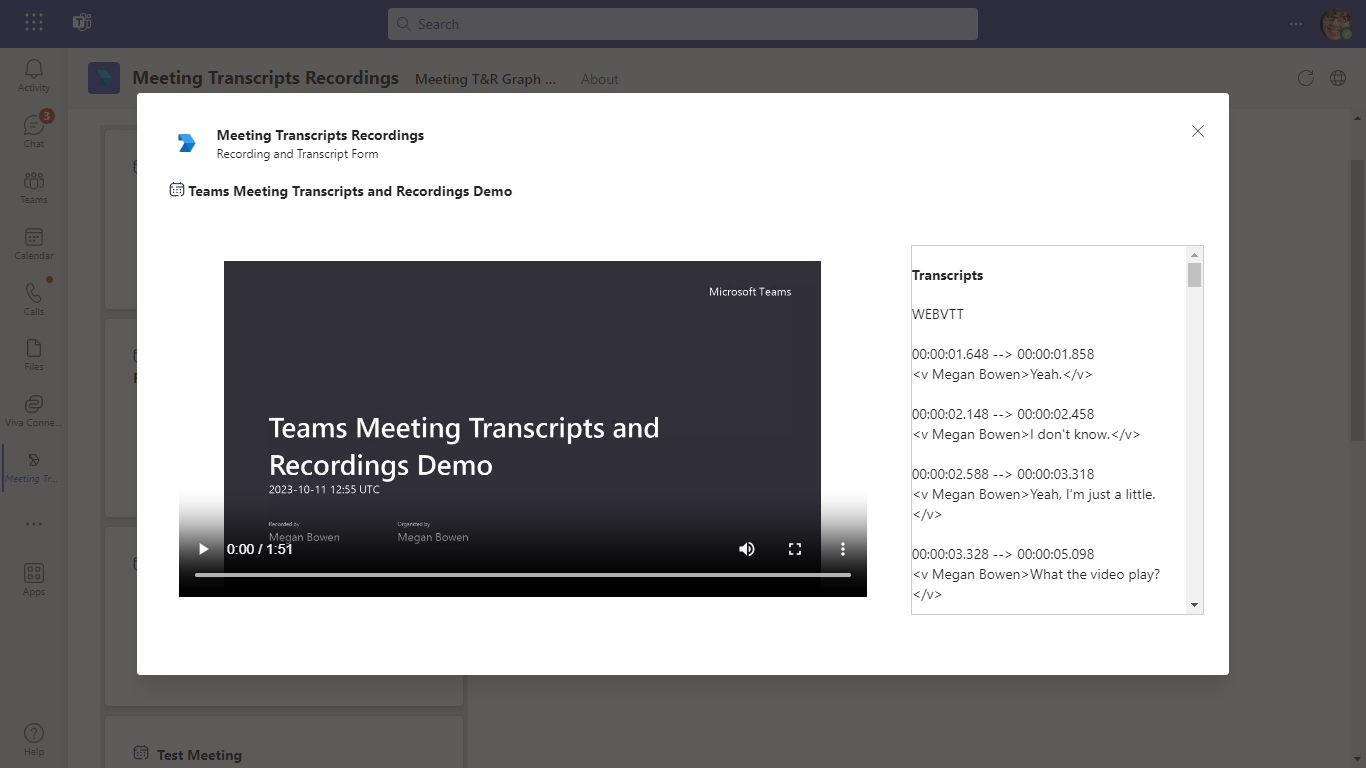 Search
Activity
3
Chat
Teams
Calendar
Calls
Files
Viva Conne...
Meeting Tr...
Apps
Help
Meeting Transcripts Recordings
Meeting T&R Graph ...
About
Meeting Transcripts Recordings
Recording and Transcript Form
Teams Meeting Transcripts and Recordings Demo
Microsoft Teams
Teams Meeting Transcripts and
Recordings Demo
2023-10-11 12:55 UTC
Recorded by
Organized by
Megan Bowen
Megan Bowen
0:00 / 1:51
Transcripts
WEBVTT
00:00:01.648 --> 00:00:01.858
<v Megan Bowen>Yeah.</v>
00:00:02.148 --> 00:00:02.458
<v Megan Bowen>I don't know.</v>
00:00:02.588 --> 00:00:03.318
<v Megan Bowen>Yeah, I'm just a little.
</v>
00:00:03.328 --> 00:00:05.098
<v Megan Bowen>What the video play?
</v>
Test Meeting